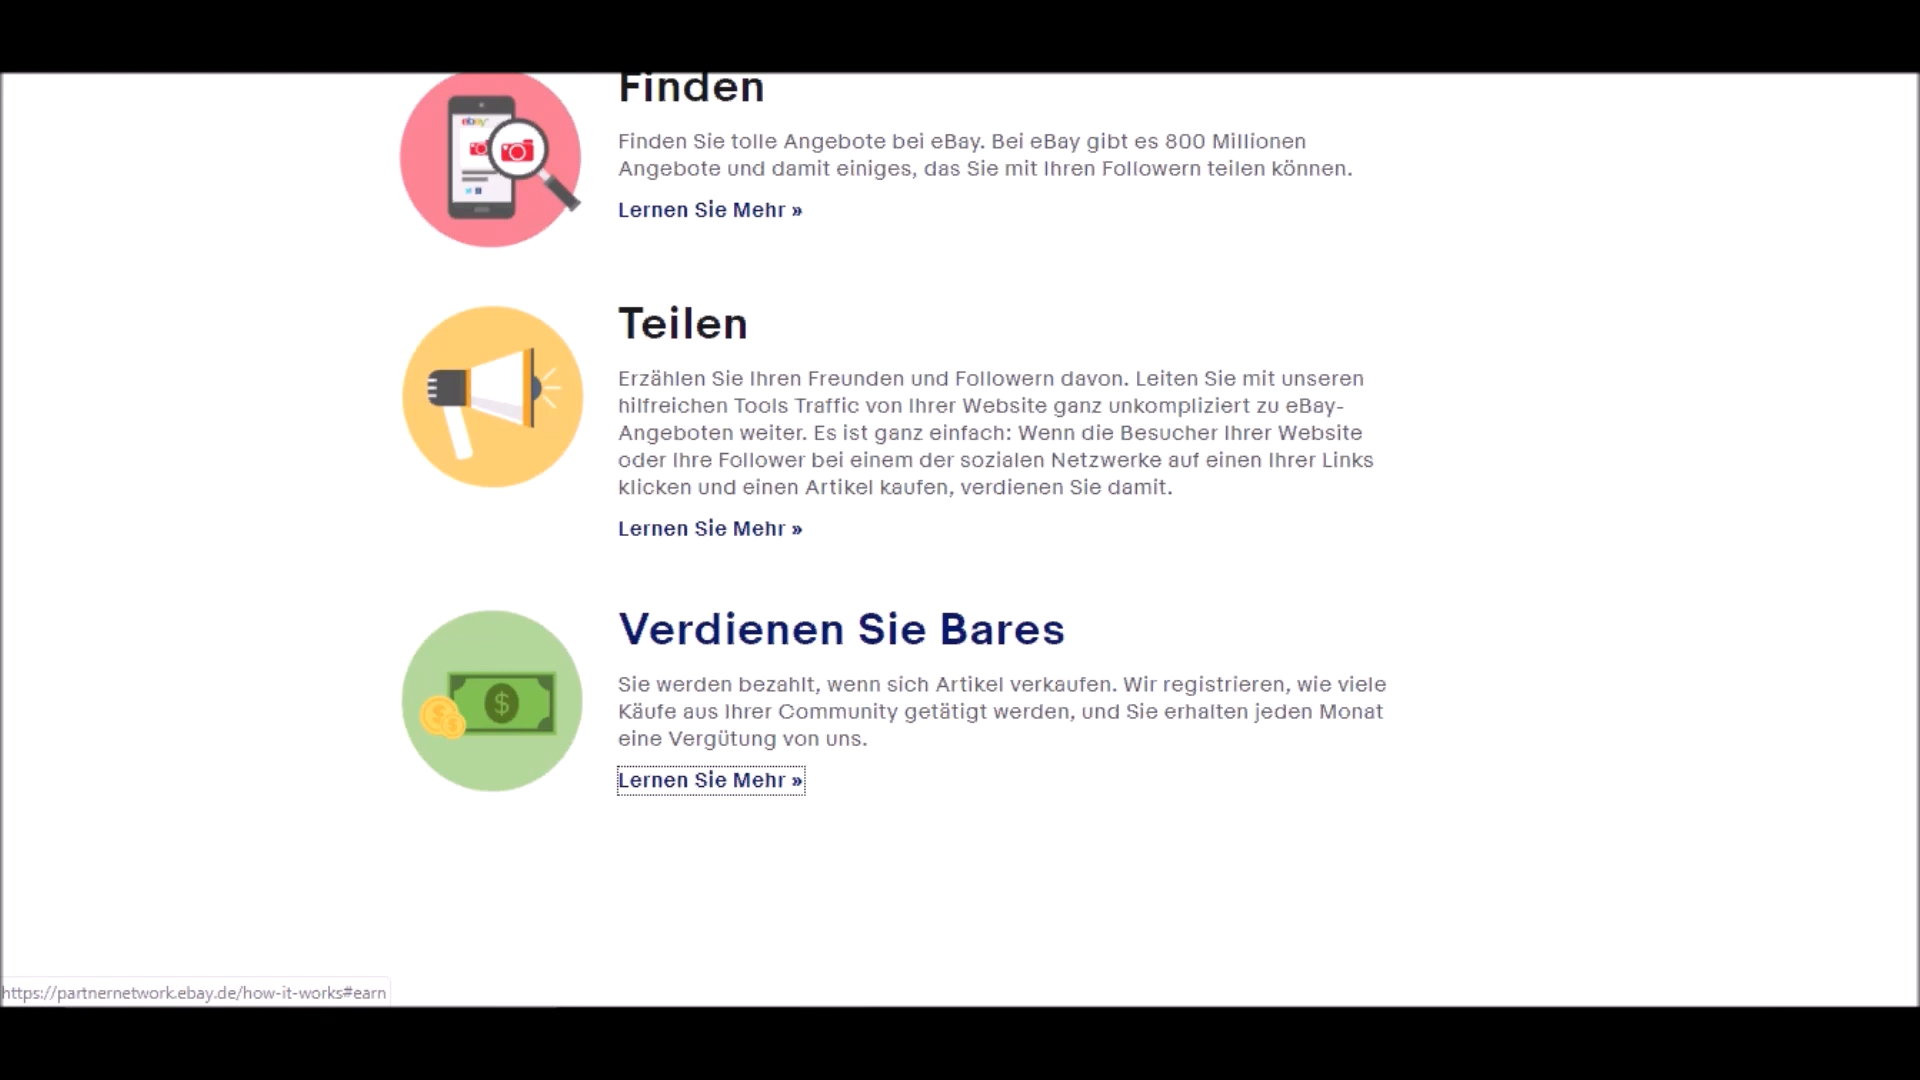 Finden
ebay
Finden Sie tolle Angebote bei eBay. Bei eBay gibt es 800 Millionen
Angebote und damit einiges, das Sie mit Ihren Followern teilen können.
Lernen Sie Mehr »
Teilen
Erzählen Sie Ihren Freunden und Followern davon. Leiten Sie mit unseren
hilfreichen Tools Traffic von Ihrer Website ganz unkompliziert zu eBay-
Angeboten weiter. Es ist ganz einfach: Wenn die Besucher Ihrer Website
oder Ihre Follower bei einem der sozialen Netzwerke auf einen Ihrer Links
klicken und einen Artikel kaufen, verdienen Sie damit.
Lernen Sie Mehr »
Verdienen Sie Bares
Sie werden bezahlt, wenn sich Artikel verkaufen. Wir registrieren, wie viele
Käufe aus Ihrer Community getätigt werden, und Sie erhalten jeden Monat
eine Vergütung von uns.
$
$
$
Lernen Sie Mehr »
https://partnernetwork.ebay.de/how-it-works#earn